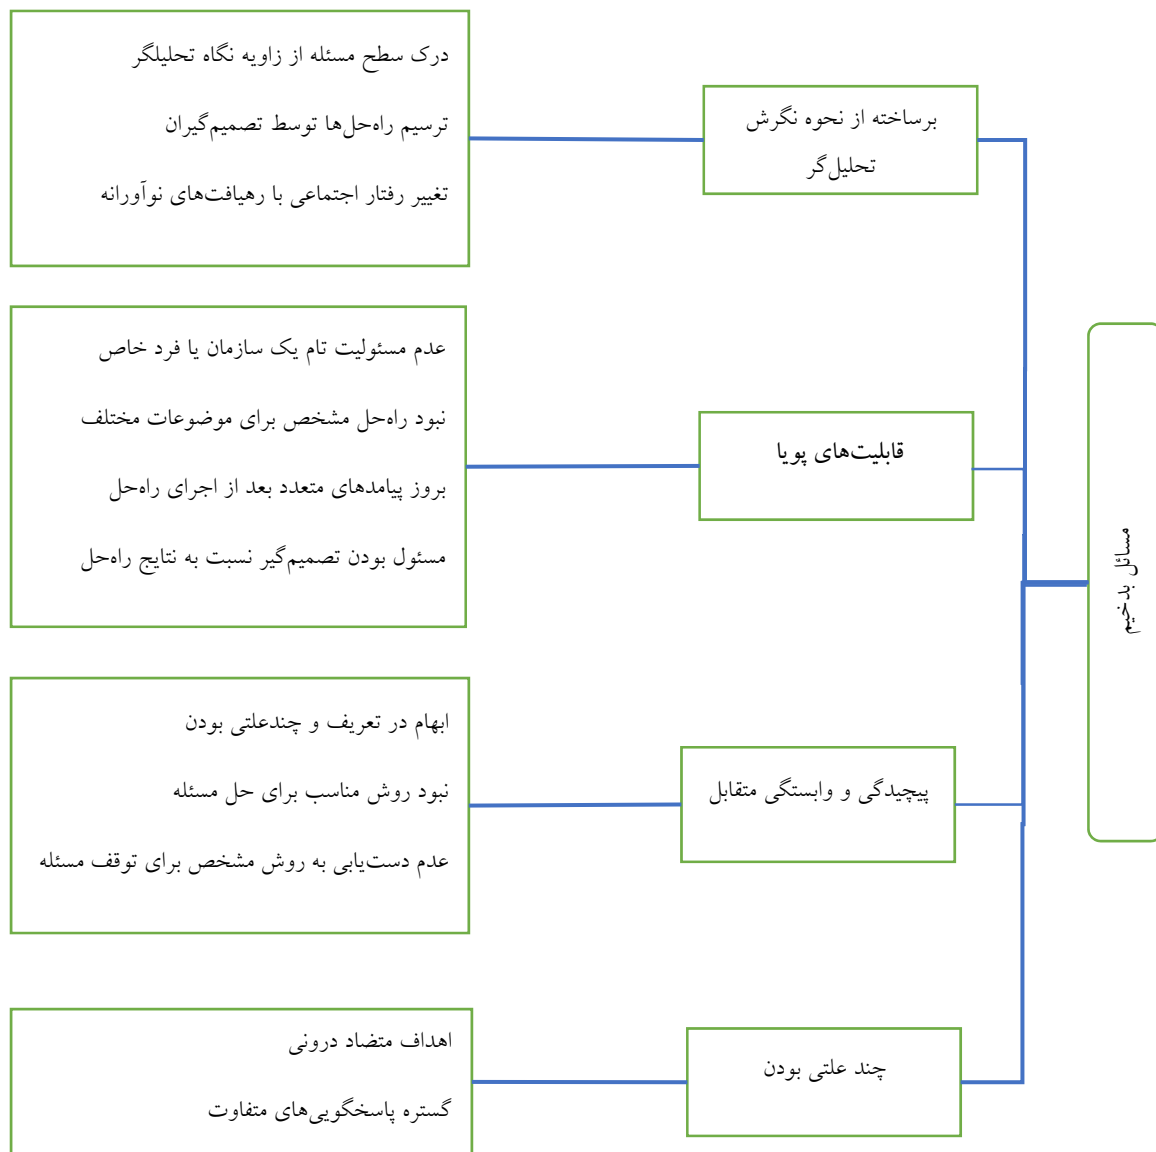 مسائل بدخیم
برساخته از نحوه نگرش
تحلیل‌گر
درک سطح مسئله از زاویه نگاه تحلیلگر
ترسیم راه‌حل‌ها توسط تصمیم‌گیران
تغییر رفتار اجتماعی با رهیافت‌های نوآورانه
قابلیت‌های پویا
عدم مسئولیت تام یک سازمان یا فرد خاص
نبود راه‌حل مشخص برای موضوعات مختلف
بروز پیامدهای متعدد بعد از اجرای راه‌حل
مسئول بودن تصمیم‌گیر نسبت به نتایج راه‌حل
پیچیدگی و وابستگی متقابل
ابهام در تعریف و چندعلتی بودن
نبود روش مناسب برای حل مسئله
عدم دست‌یابی به روش مشخص برای توقف مسئله
چند علتی بودن
اهداف متضاد درونی
گستره پاسخگویی‌های متفاوت